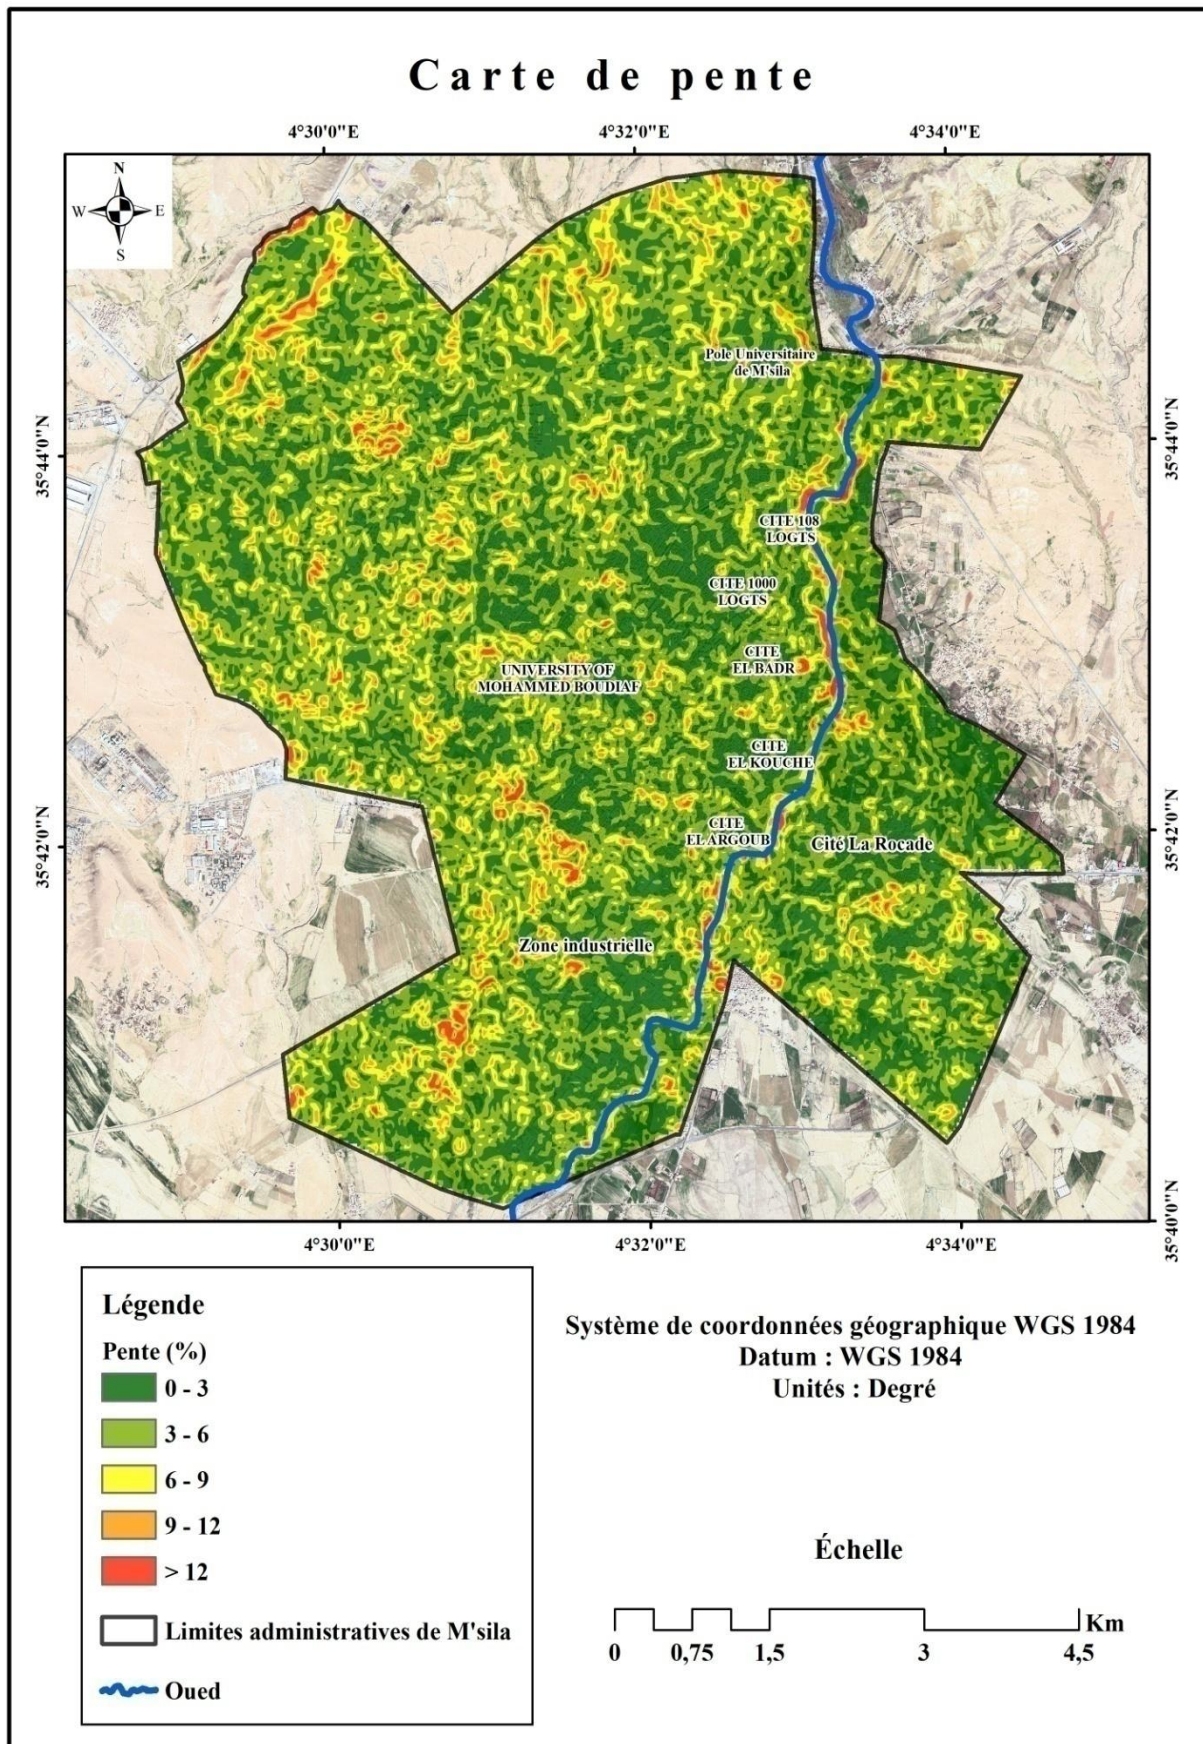 Carte de pente
4°30'0"E
4°32'0"E
4°34'0"E
N
W
E
S
35°44'0"N
35°44'0"N
Pole Universitaire
de M'sila
CITE 108
LOGTS
CITE 1000
LOGTS
CITE
EL BADR
UNIVERSITY OF
MOHAMMED BOUDIAF
CITE
EL KOUCHE
CITE
EL ARGOUB
Cité La Rocade
35°42'0"N
35°42'0"N
Zone industrielle
35°40'0"N
4°30'0"E
4°32'0"E
4°34'0"E
Légende
Pente (%)
0 - 3
3 - 6
6 - 9
9 - 12
> 12
Limites administratives de M'sila
Oued
Système de coordonnées géographique WGS 1984
Datum : WGS 1984
Unités : Degré
Échelle
Km
0
0,75
1,5
3
4,5